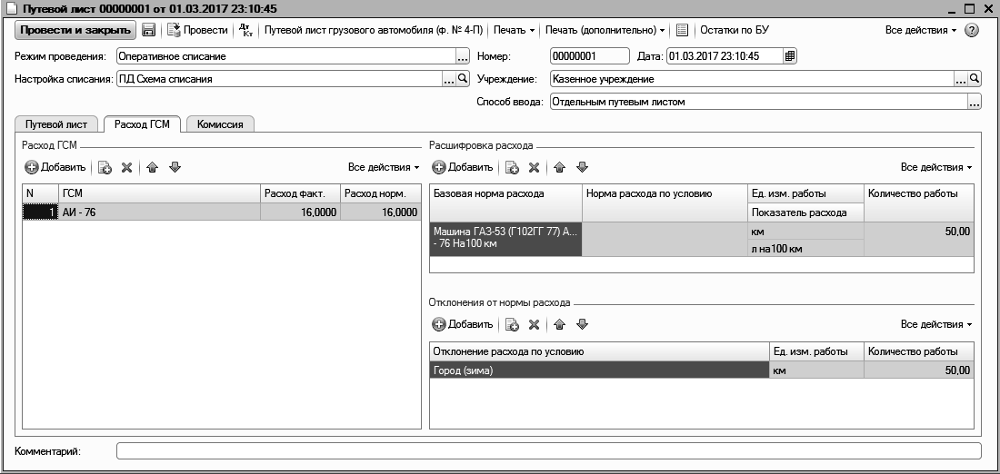 Путевой лист 00000001 от 01.03.2017 23:10:45
Провести и закрыть Провести Дт Кт Путевой лист грузового автомобиля (ф. № 4-П) Печать Печать (дополнительно) Остатки по БУ Все действия ?
Режим проведения: Оперативное списание ... Номер: 00000001 Дата: 01.03.2017 23:10:45
Настройка списания: ПД Схема списания ... Учреждение: Казенное учреждение ...
Способ ввода: Отдельным путевым листом ...
Путевой лист Расход ГСМ Комиссия
Расход ГСМ
Добавить Все действия
N ГСМ Расход факт. Расход норм.
1 АИ - 76 16,0000 16,0000
Расшифровка расхода
Добавить Все действия
Базовая норма расхода Норма расхода по условию Ед. изм. работы Количество работы
Показатель расхода
Машина ГАЗ-53 (Г102ГГ 77) А... км 50,00
- 76 На100 км л на100 км
Отклонения от нормы расхода
Добавить Все действия
Отклонение расхода по условию Ед. изм. работы Количество работы
Город (зима) км 50,00
Комментарий: